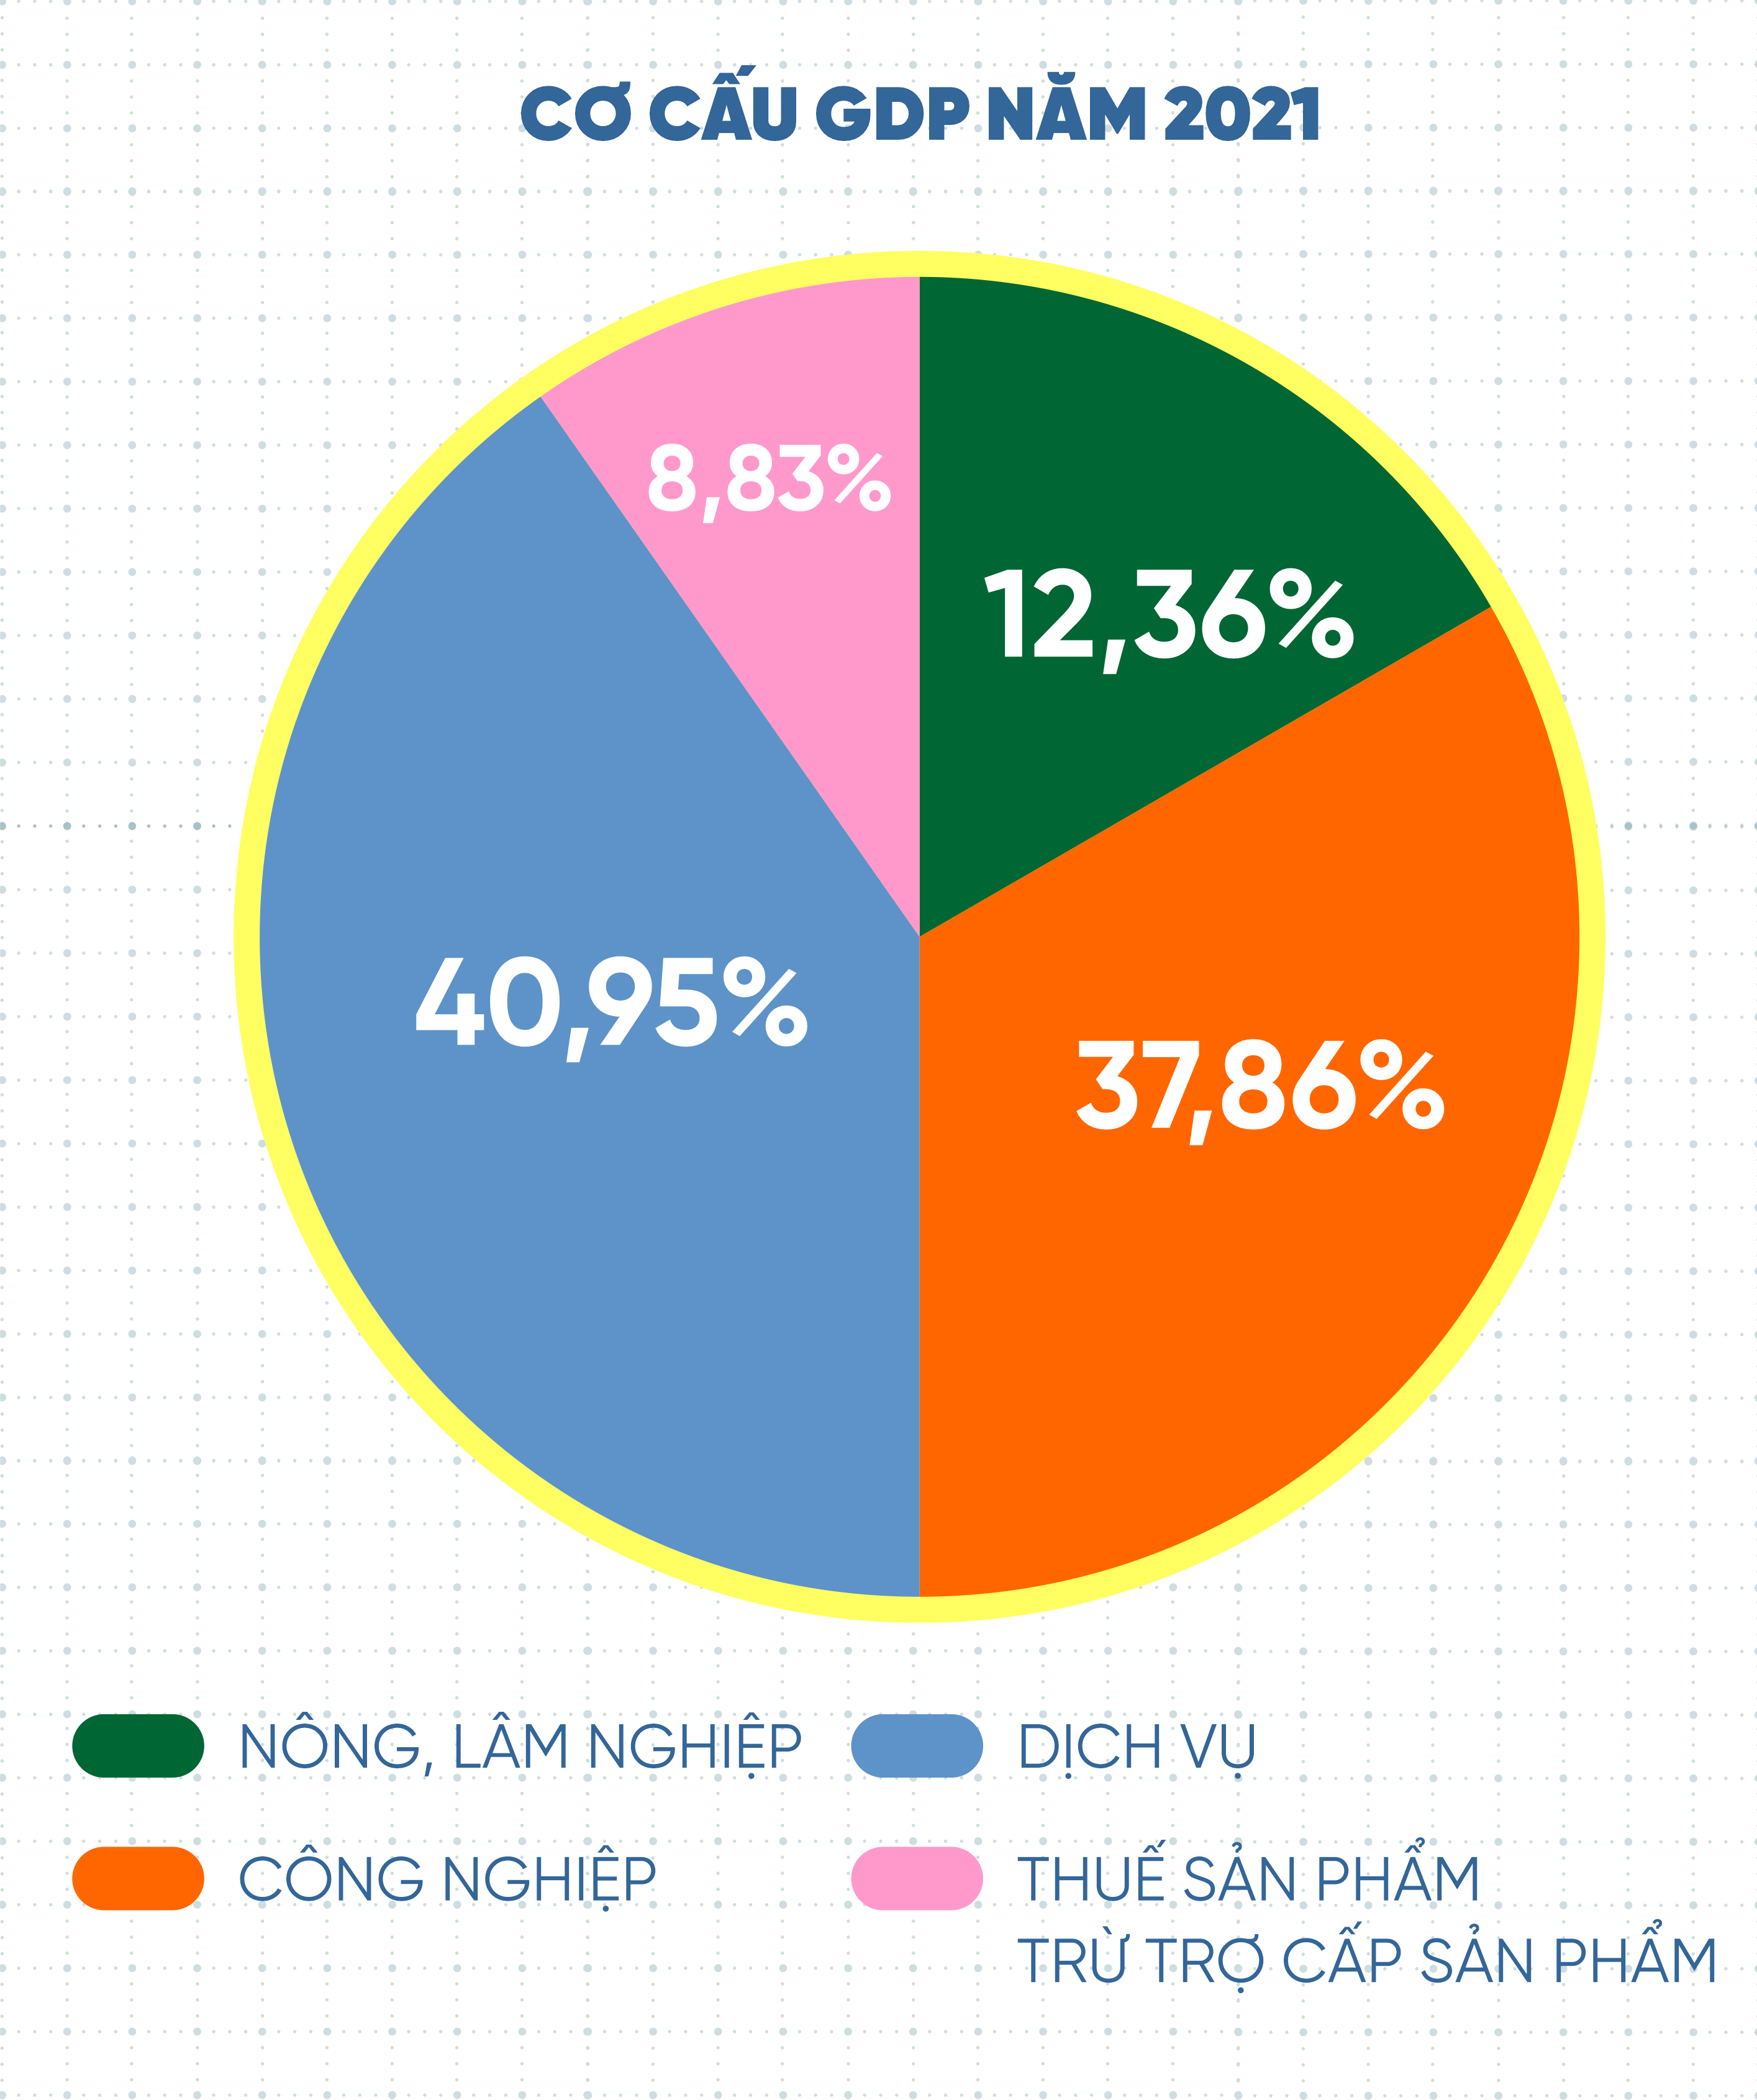 CƠ CẤU GDP NĂM 2021
8,83%
12,36%
40,95%
37,86%
NÔNG, LÂM NGHIỆP
DỊCH VỤ
CÔNG NGHIỆP
THUẾ SẢN PHẨM
TRỪ TRỢ CẤP SẢN PHẨM